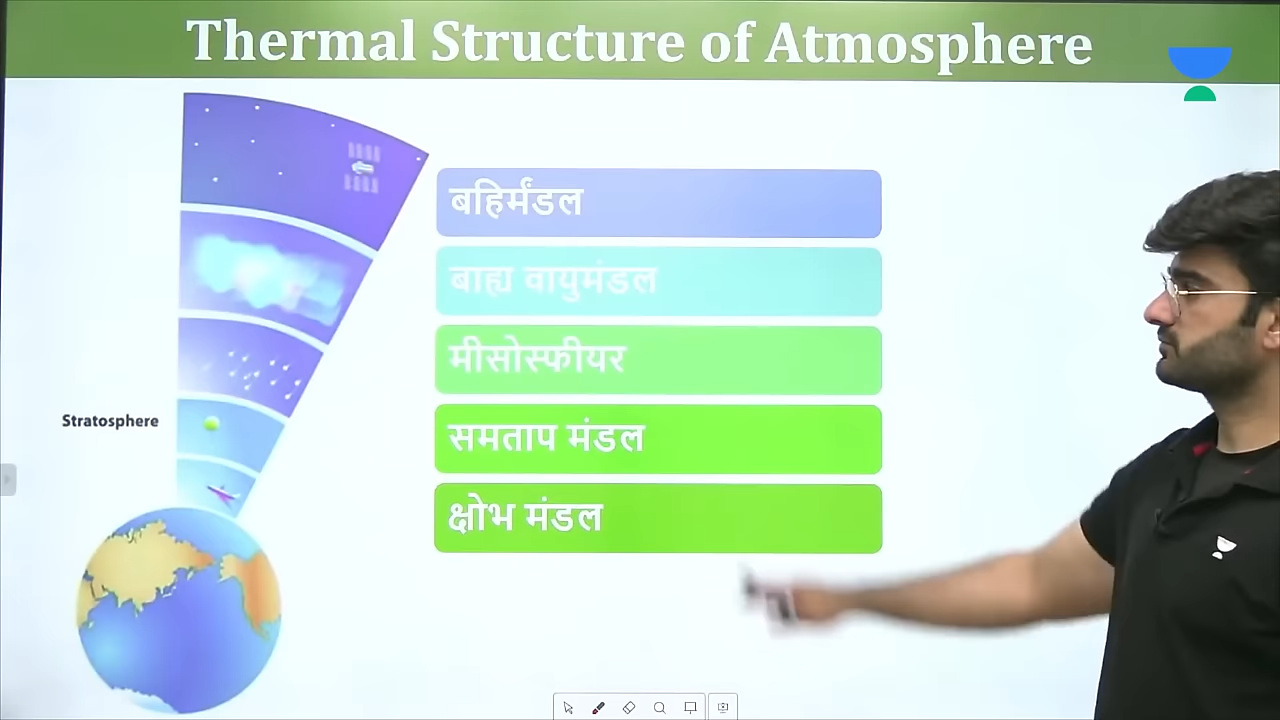 Thermal Structure of Atmosphere
बहिर्मंडल
बाह्य वायुमंडल
मीसोस्फीयर
समताप मंडल
Stratosphere
क्षोभ मंडल